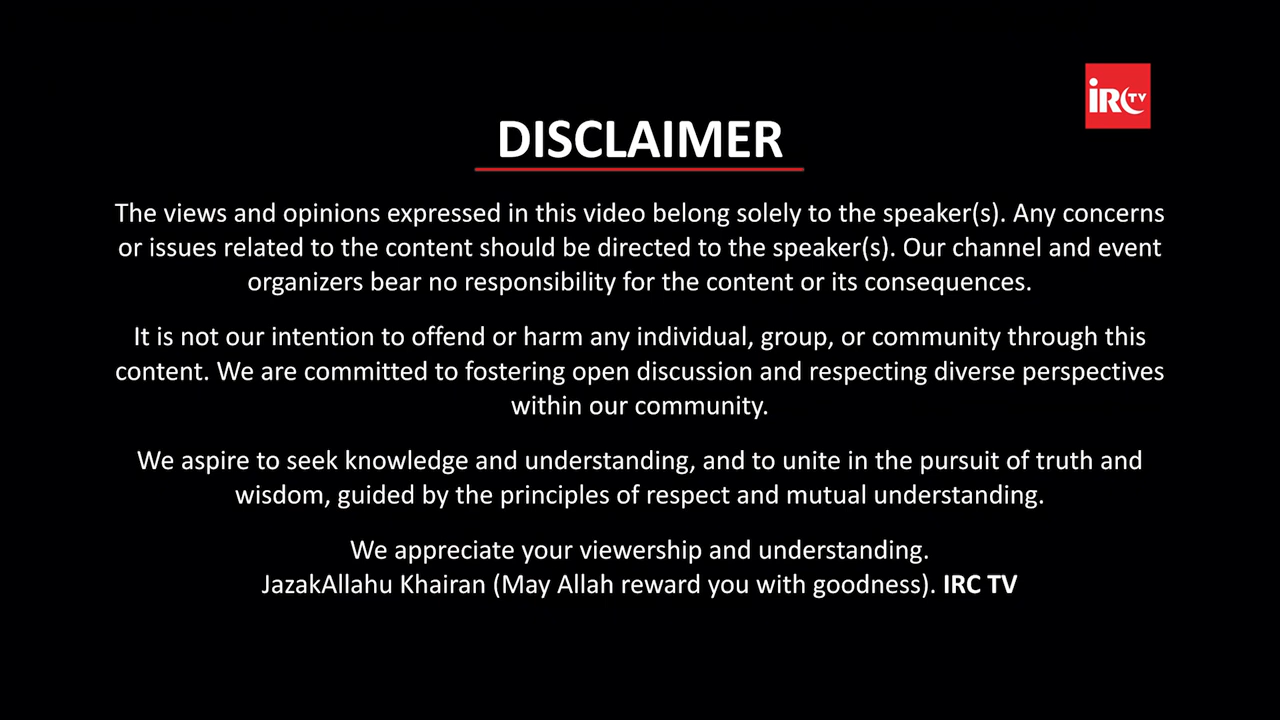 iRC TV
DISCLAIMER
The views and opinions expressed in this video belong solely to the speaker(s). Any concerns
or issues related to the content should be directed to the speaker(s). Our channel and event
organizers bear no responsibility for the content or its consequences.
It is not our intention to offend or harm any individual, group, or community through this
content. We are committed to fostering open discussion and respecting diverse perspectives
within our community.
We aspire to seek knowledge and understanding, and to unite in the pursuit of truth and
wisdom, guided by the principles of respect and mutual understanding.
We appreciate your viewership and understanding.
JazakAllahu Khairan (May Allah reward you with goodness). IRC TV